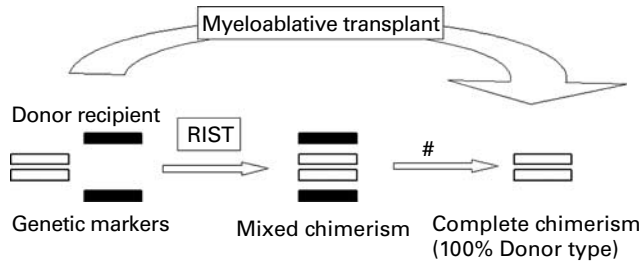 Myeloablative transplant
Donor recipient
RIST
#
Genetic markers
Mixed chimerism
Complete chimerism
(100% Donor type)